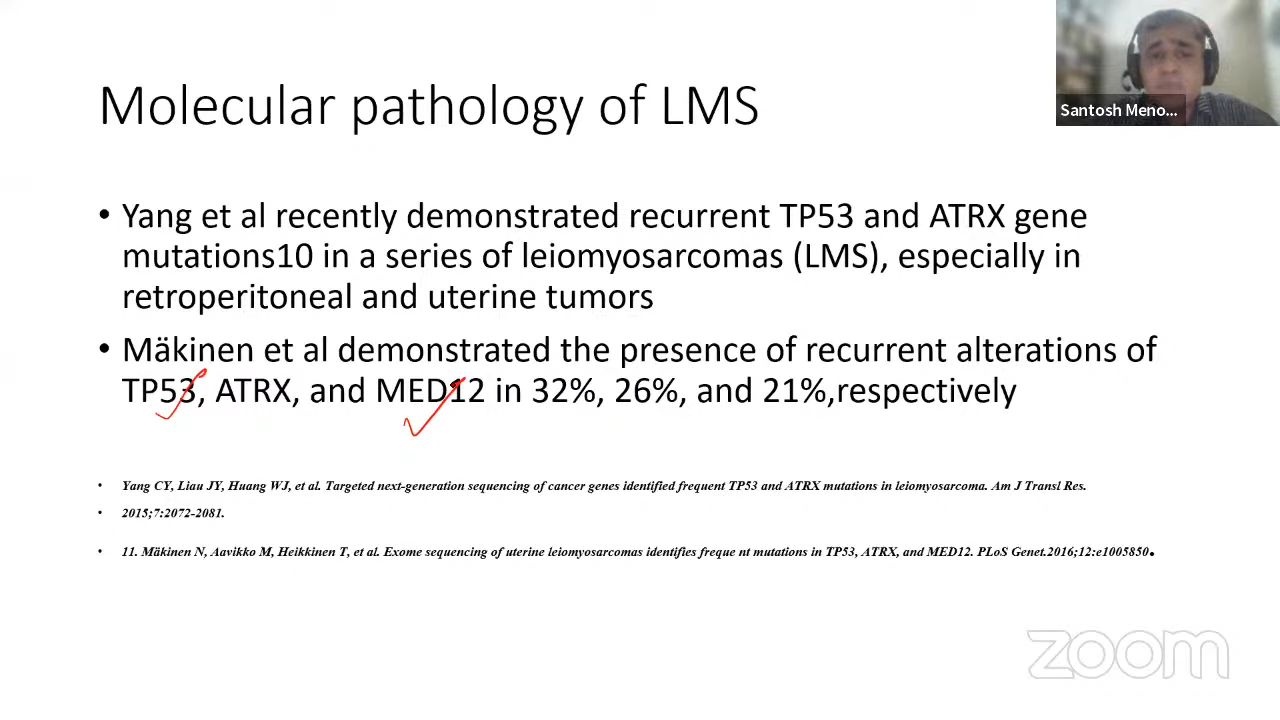 Santosh Meno...
Molecular pathology of LMS
• Yang et al recently demonstrated recurrent TP53 and ATRX gene
mutations10 in a series of leiomyosarcomas (LMS), especially in
retroperitoneal and uterine tumors
• Mäkinen et al demonstrated the presence of recurrent alterations of
TP53, ATRX, and MED12 in 32%, 26%, and 21%,respectively
• Yang CY, Liau JY, Huang WJ, et al. Targeted next-generation sequencing of cancer genes identified frequent TP53 and ATRX mutations in leiomyosarcoma. Am J Transl Res.
• 2015;7:2072-2081.
• 11. Mäkinen N, Aavikko M, Heikkinen T, et al. Exome sequencing of uterine leiomyosarcomas identifies freque nt mutations in TP53, ATRX, and MED12. PLoS Genet.2016;12:e1005850.
zoom